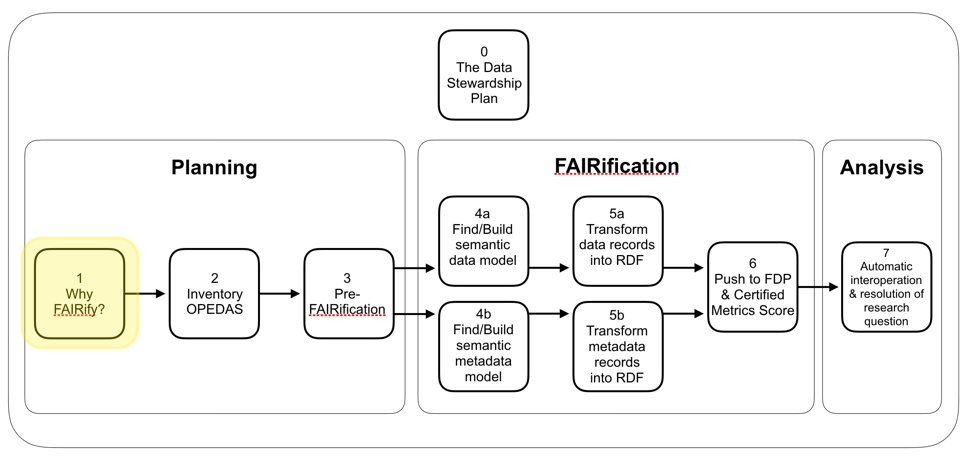 0
The Data
Stewardship
Plan
Planning
1
Why
FAIRify?
2
Inventory
OPEDAS
3
Pre-
FAIRification
FAIRification
4a
Find/Build
semantic
data model
5a
Transform
data records
into RDF
4b
Find/Build
semantic
metadata
model
5b
Transform
metadata
records
into RDF
6
Push to FDP
& Certified
Metrics Score
Analysis
7
Automatic
interoperation
& resolution of
research
question